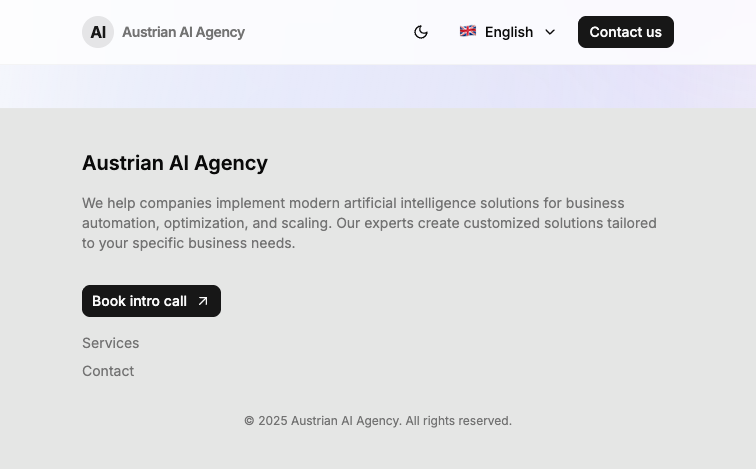 AI Austrian AI Agency English Contact us
Austrian AI Agency
We help companies implement modern artificial intelligence solutions for business
automation, optimization, and scaling. Our experts create customized solutions tailored
to your specific business needs.
Book intro call
Services
Contact
© 2025 Austrian AI Agency. All rights reserved.